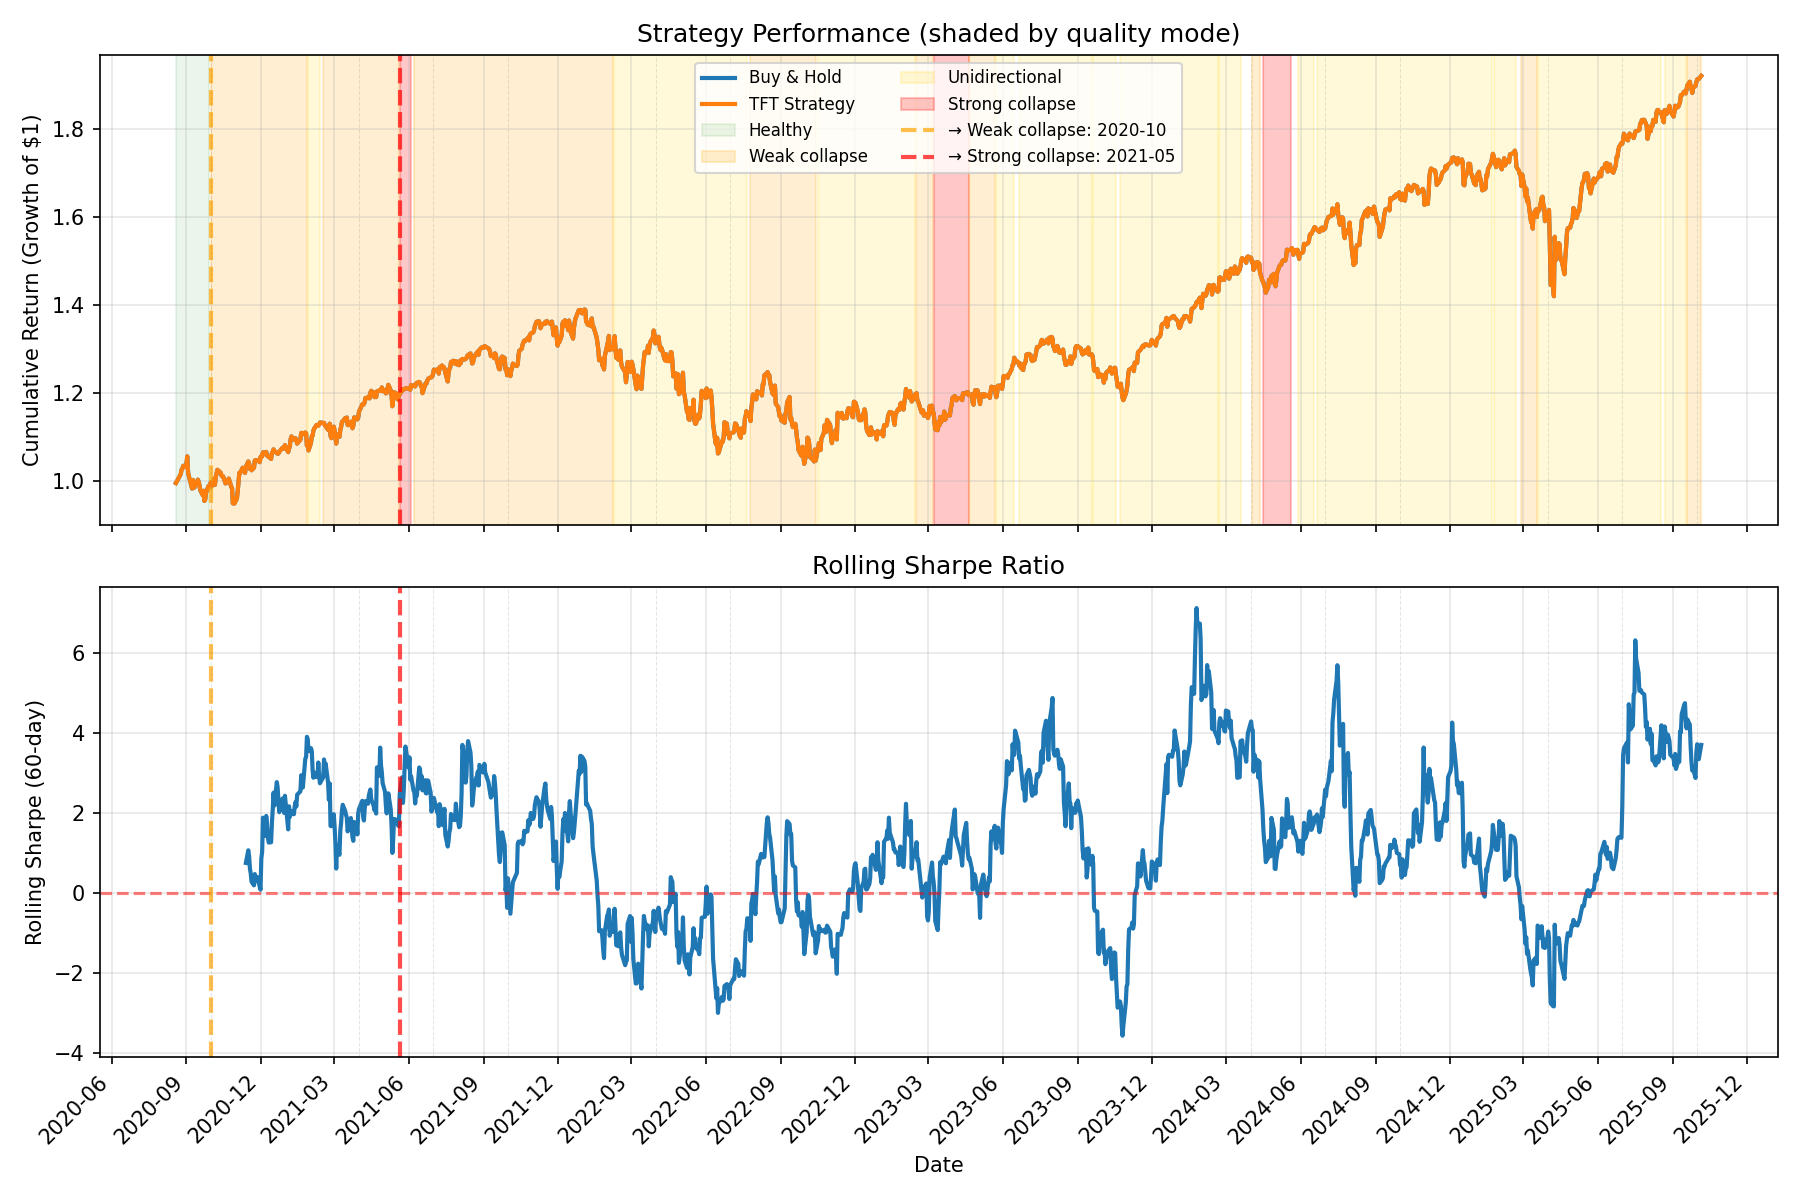 Strategy Performance (shaded by quality mode)
Cumulative Return (Growth of $1)
1.8
1.6
1.4
1.2
1.0
Buy & Hold
TFT Strategy
Healthy
Weak collapse
Unidirectional
Strong collapse
→ Weak collapse: 2020-10
→ Strong collapse: 2021-05
Rolling Sharpe Ratio
Rolling Sharpe (60-day)
6
4
2
0
−2
−4
2020-06
2020-09
2020-12
2021-03
2021-06
2021-09
2021-12
2022-03
2022-06
2022-09
2022-12
2023-03
2023-06
2023-09
2023-12
2024-03
2024-06
2024-09
2024-12
2025-03
2025-06
2025-09
2025-12
Date